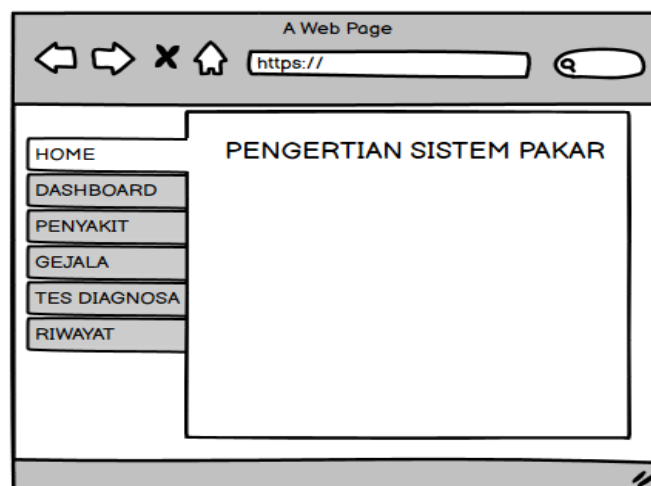 A Web Page
https://
HOME
PENGERTIAN SISTEM PAKAR
DASHBOARD
PENYAKIT
GEJALA
TES DIAGNOSA
RIWAYAT